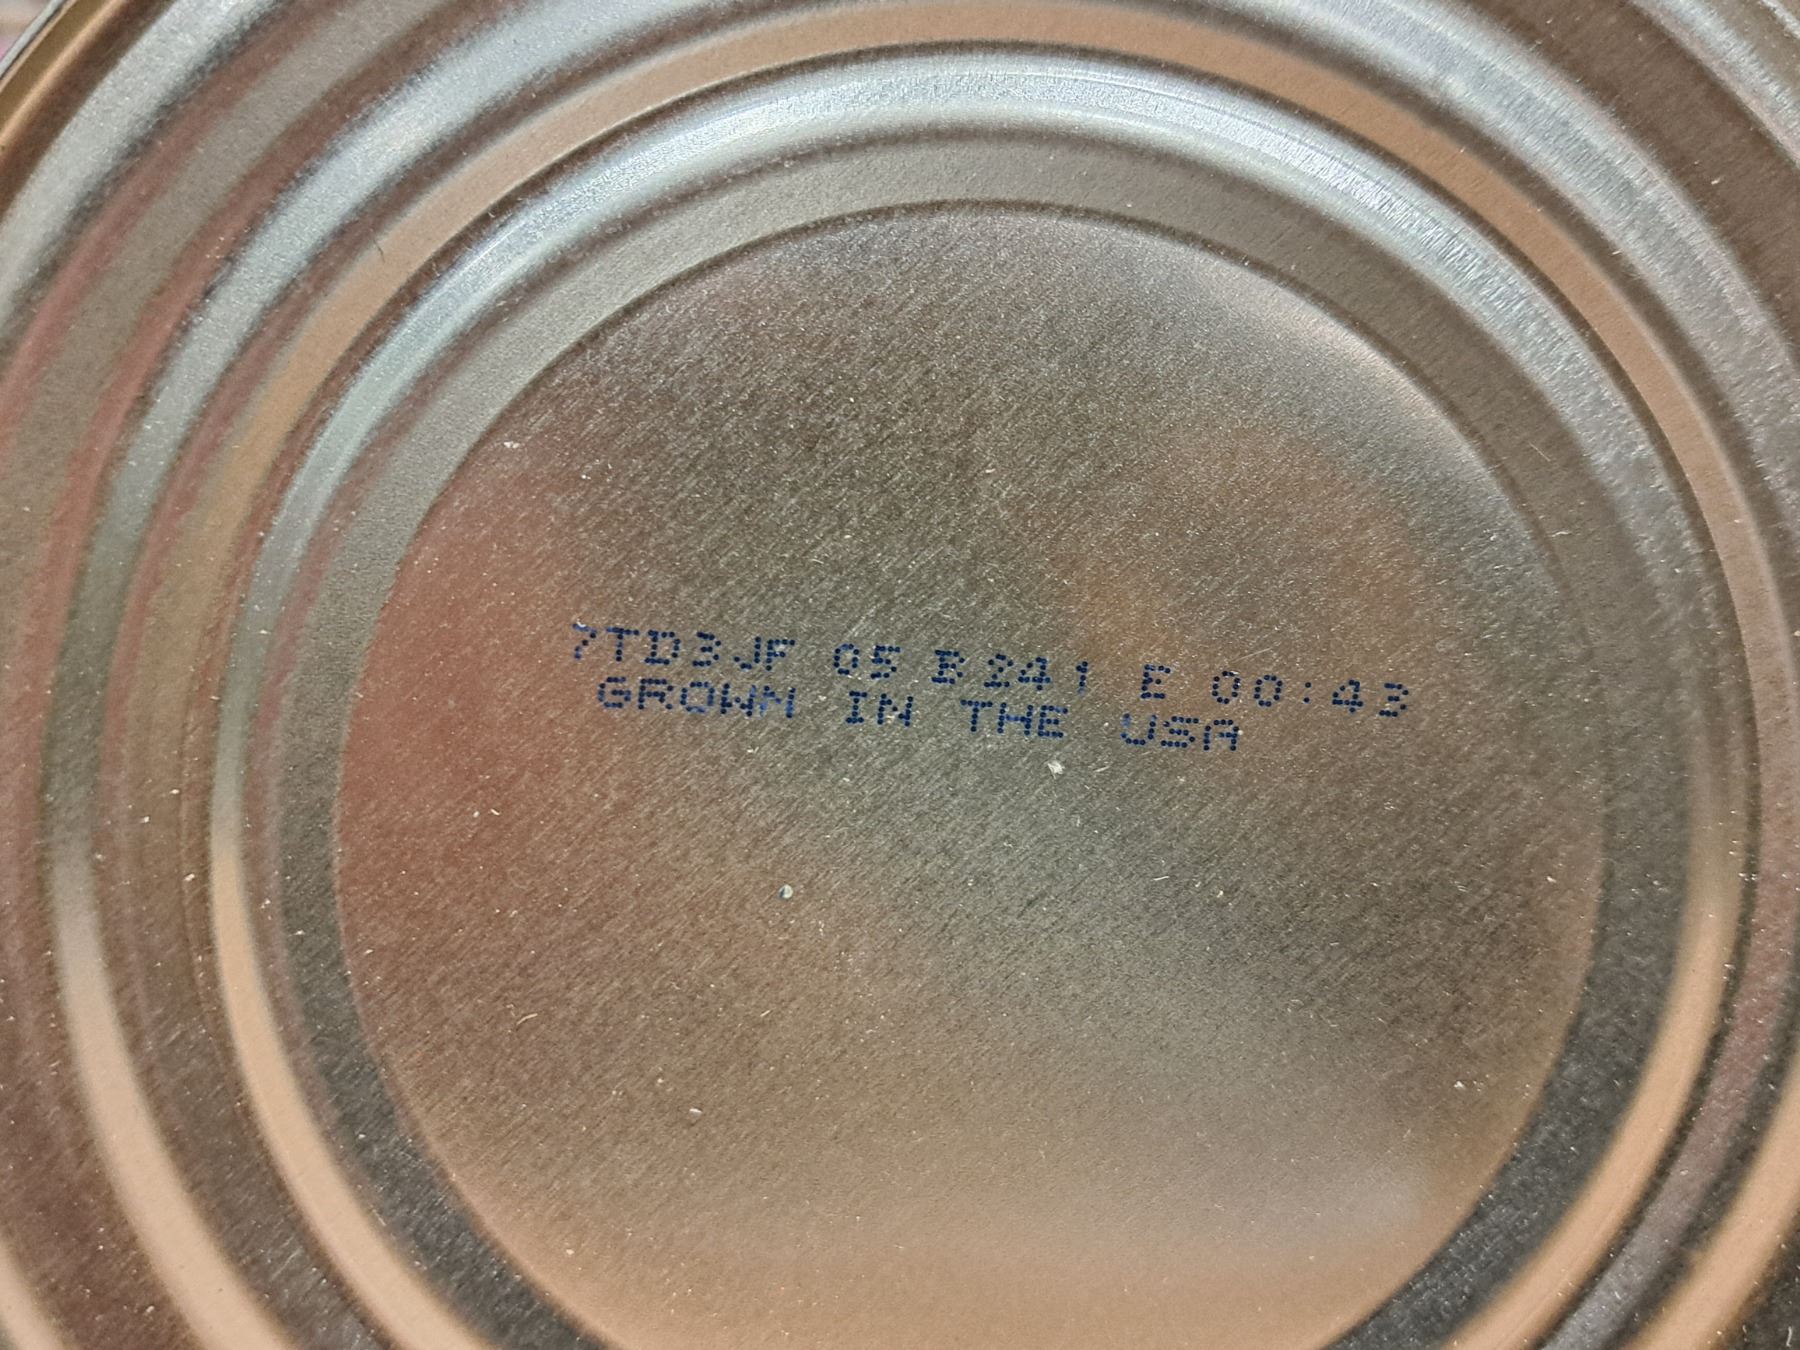 7TD3JF 05 B241 E 00:43
GROWN IN THE USA